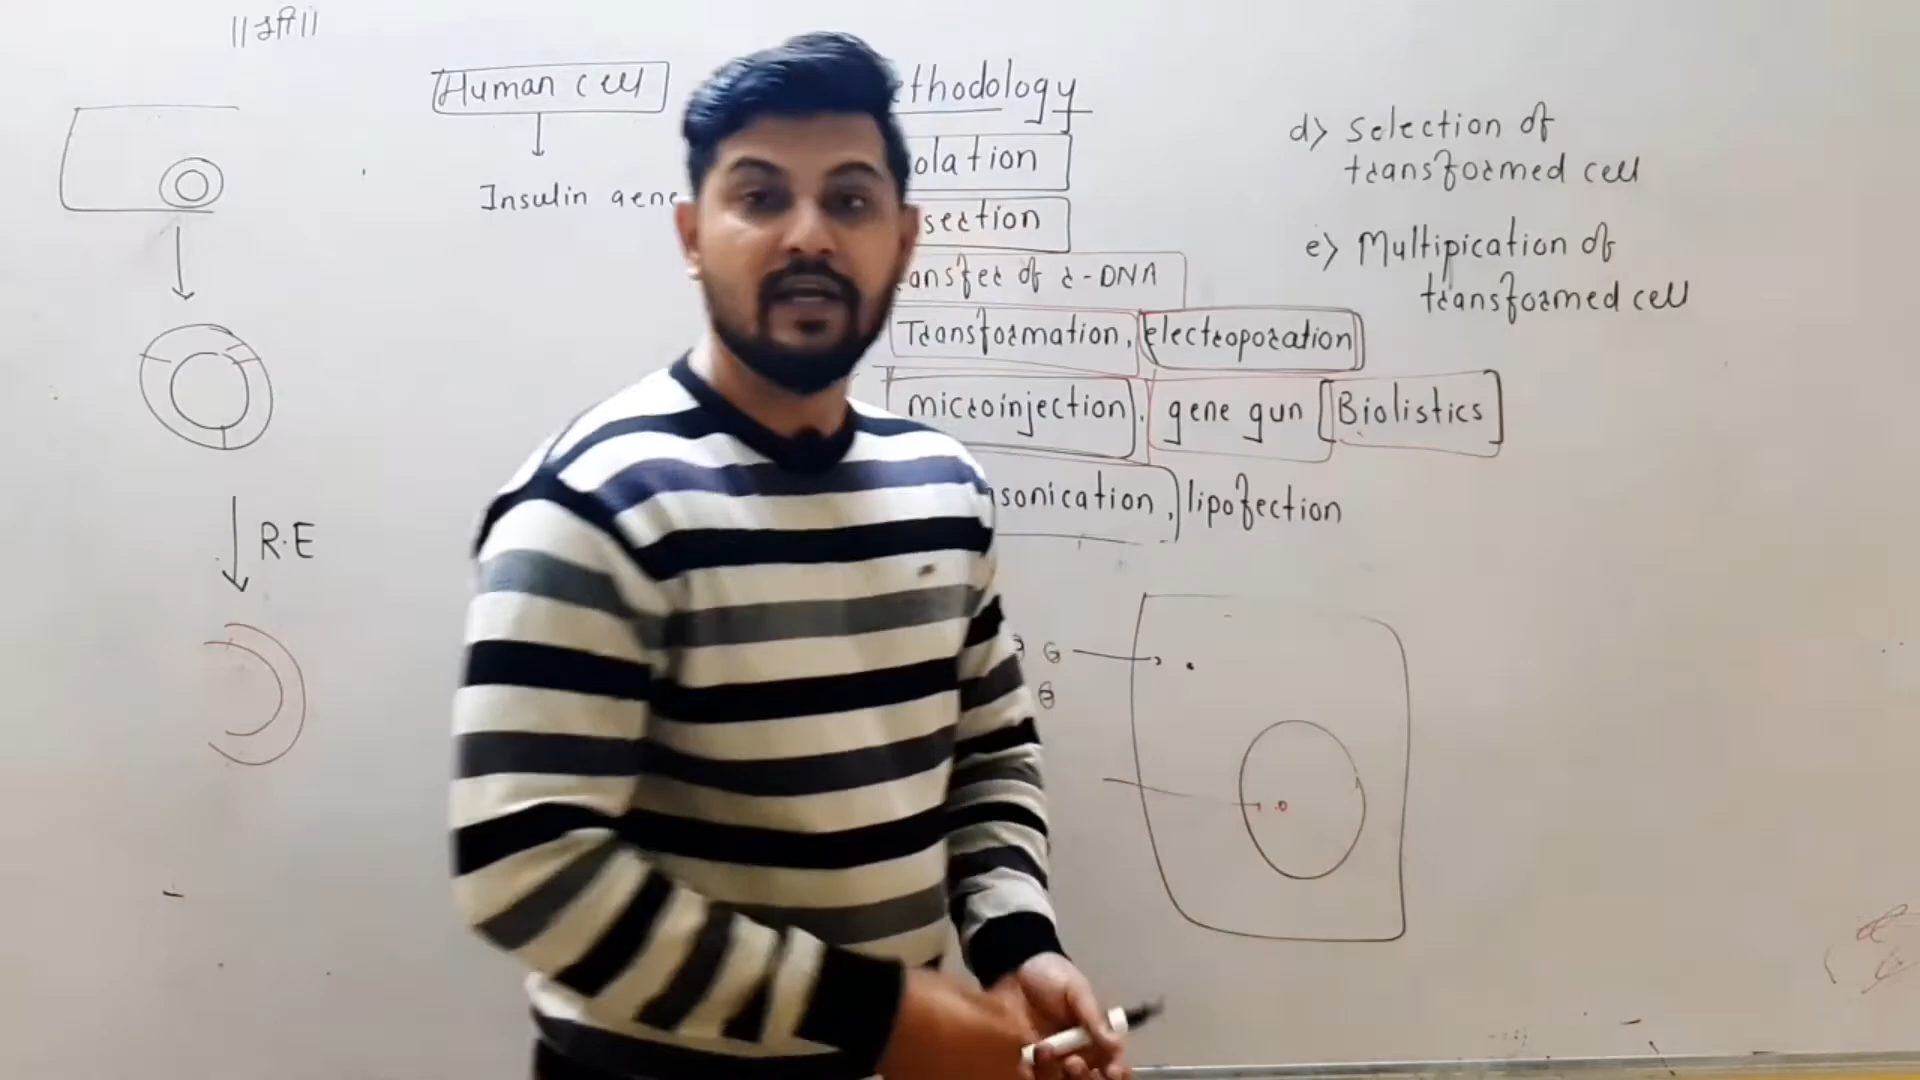 || श्री ||
Human cell
Insulin gene
ethodology
olation
section
ansfer of r-DNA
Transformation, electroporation
microinjection, gene gun [Biolistics]
sonication, lipofection
d) Selection of
transformed cell
e) Multipication of
transformed cell
R.E